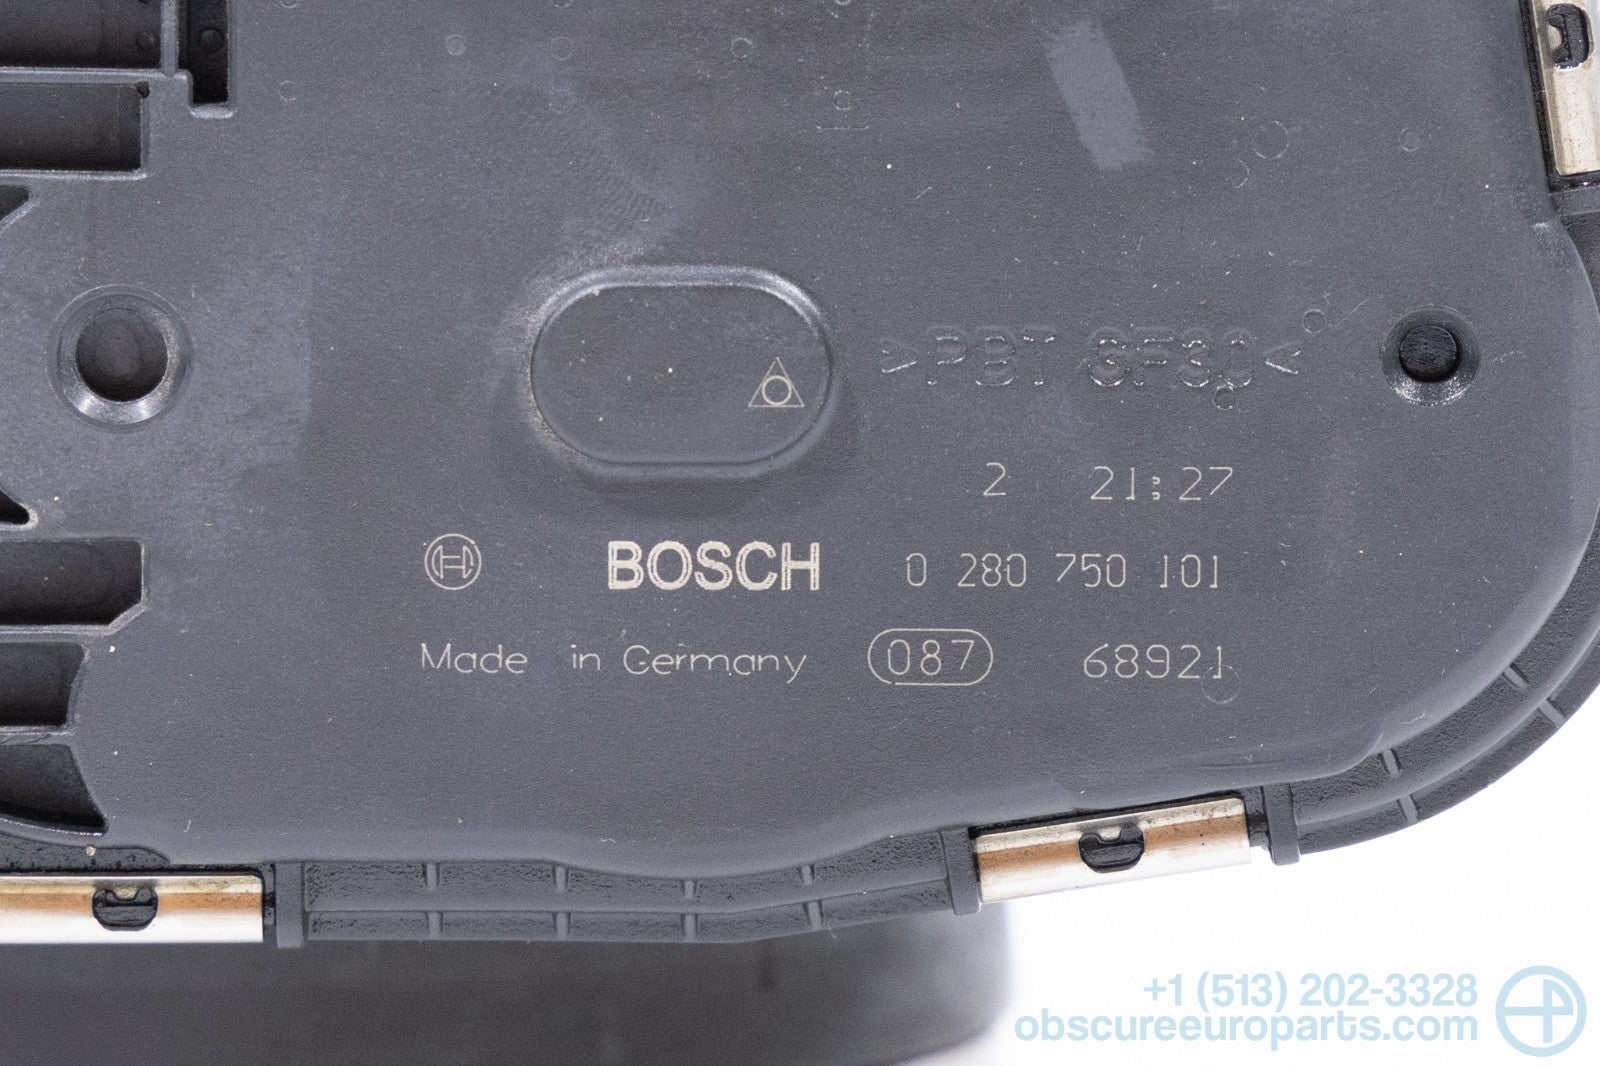 >PBT GF30<
2 21:27
BOSCH 0 280 750 101
Made in Germany 087 68921
+1 (513) 202-3328
obscureeuroparts.com